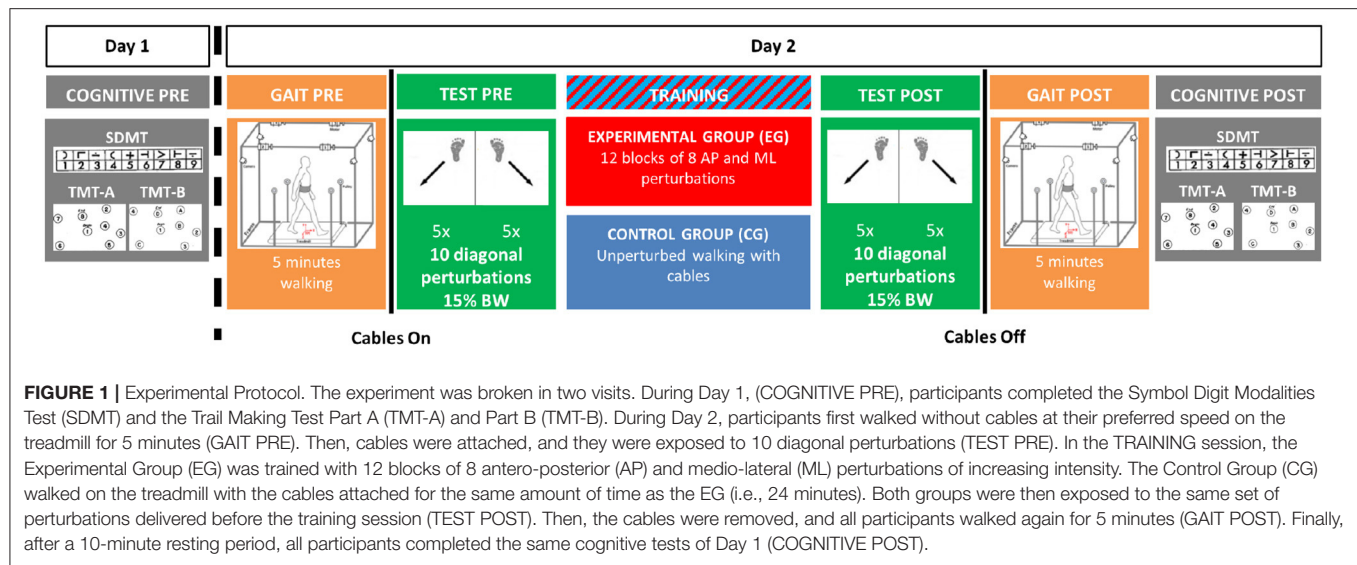 Day 1
Day 2
COGNITIVE PRE
SDMT
1 2 3 4 5 6 7 8 9
TMT-A TMT-B
GAIT PRE
5 minutes
walking
TEST PRE
5x 5x
10 diagonal
perturbations
15% BW
TRAINING
EXPERIMENTAL GROUP (EG)
12 blocks of 8 AP and ML
perturbations
CONTROL GROUP (CG)
Unperturbed walking with
cables
TEST POST
5x 5x
10 diagonal
perturbations
15% BW
GAIT POST
5 minutes
walking
COGNITIVE POST
SDMT
1 2 3 4 5 6 7 8 9
TMT-A TMT-B
Cables On
Cables Off
FIGURE 1 | Experimental Protocol. The experiment was broken in two visits. During Day 1, (COGNITIVE PRE), participants completed the Symbol Digit Modalities
Test (SDMT) and the Trail Making Test Part A (TMT-A) and Part B (TMT-B). During Day 2, participants first walked without cables at their preferred speed on the
treadmill for 5 minutes (GAIT PRE). Then, cables were attached, and they were exposed to 10 diagonal perturbations (TEST PRE). In the TRAINING session, the
Experimental Group (EG) was trained with 12 blocks of 8 antero-posterior (AP) and medio-lateral (ML) perturbations of increasing intensity. The Control Group (CG)
walked on the treadmill with the cables attached for the same amount of time as the EG (i.e., 24 minutes). Both groups were then exposed to the same set of
perturbations delivered before the training session (TEST POST). Then, the cables were removed, and all participants walked again for 5 minutes (GAIT POST). Finally,
after a 10-minute resting period, all participants completed the same cognitive tests of Day 1 (COGNITIVE POST).